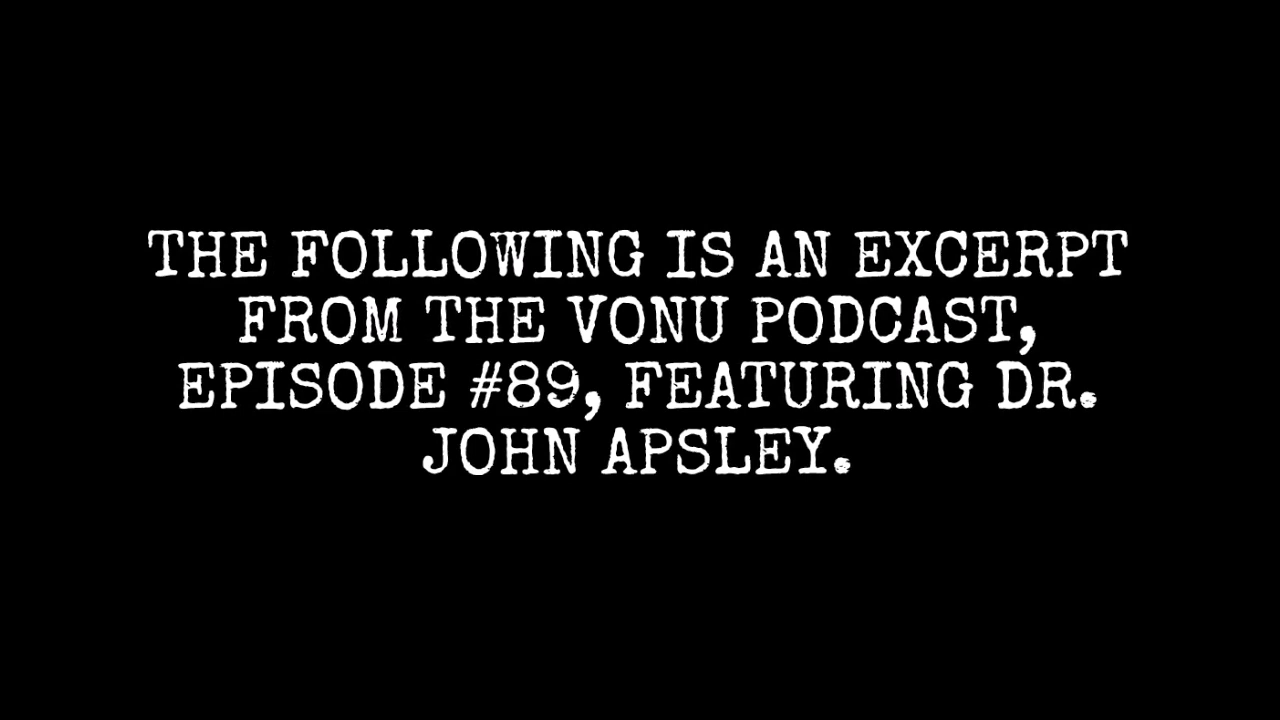 THE FOLLOWING IS AN EXCERPT
FROM THE VONU PODCAST,
EPISODE #89, FEATURING DR.
JOHN APSLEY.